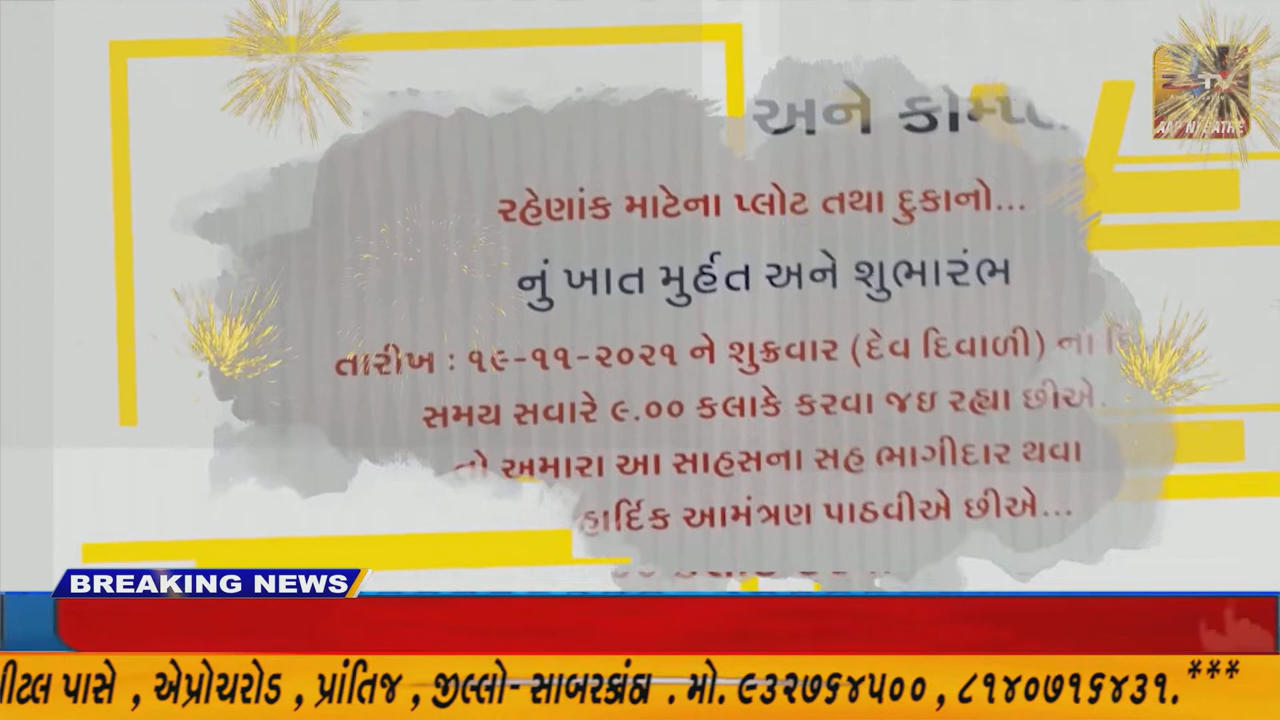 અને
રહેણાંક માટેના પ્લોટ તથા દુકાનો...
નું ખાત મુર્હત અને શુભારંભ
તારીખ : ૧૯-૧૧-૨૦૨૧ ને શુક્રવાર (દેવ દિવાળી) ના
સમય સવારે ૯.૦૦ કલાકે કરવા જઇ રહ્યા છીએ.
તો અમારા આ સાહસના સહ ભાગીદાર થવા
હાર્દિક આમંત્રણ પાઠવીએ છીએ...
BREAKING NEWS
પાસે , એપ્રોચરોડ , પ્રાંતિજ , જીલ્લો- સાબરકાંઠા . મો. ૯૩૨૭૬૪૫૦૦ , ૮૧૪૦૭૧૬૪૩૧.***